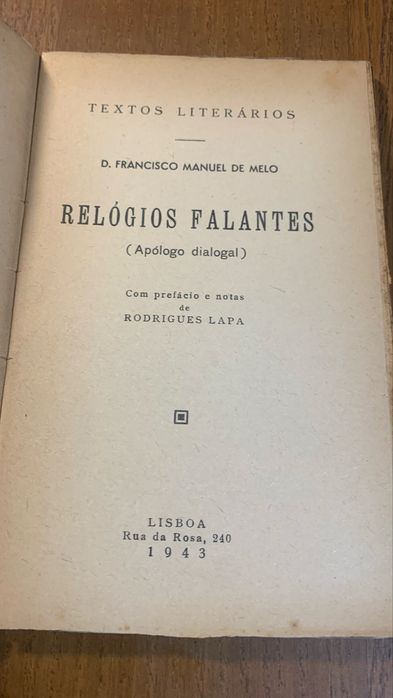 TEXTOS LITERÁRIOS
D. FRANCISCO MANUEL DE MELO
RELÓGIOS FALANTES
(Apólogo dialogal)
Com prefácio e notas
de
RODRIGUES LAPA
LISBOA
Rua da Rosa, 240
1943